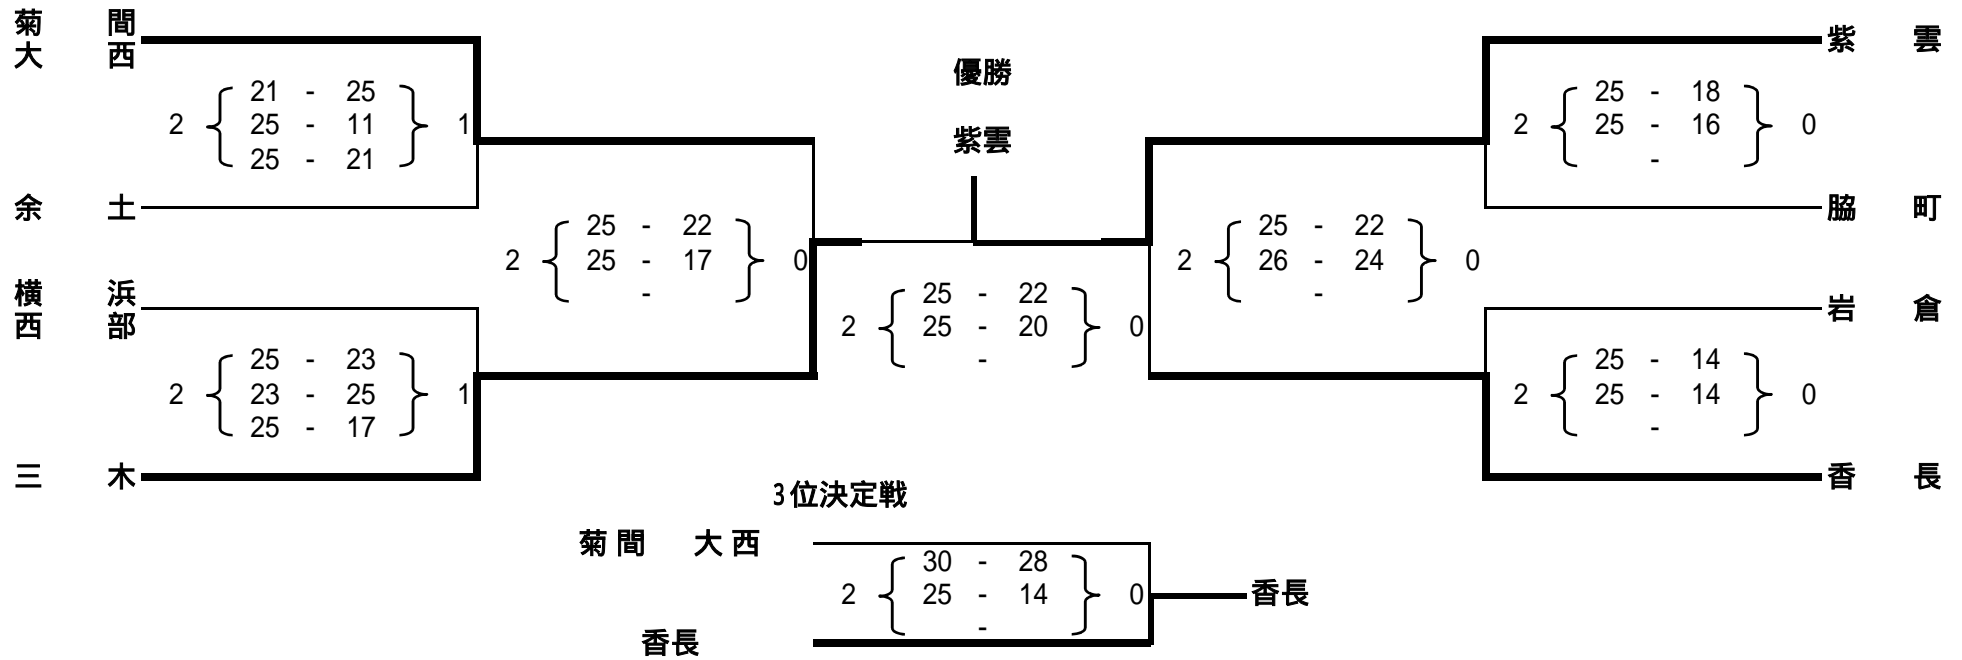 菊 間
大 西
21 - 25
2 { 25 - 11 } 1
25 - 21
余 土
横 浜
西 部
25 - 23
2 { 23 - 25 } 1
25 - 17
三 木
25 - 22
2 { 25 - 17 } 0
-
優勝
紫雲
25 - 22
2 { 25 - 20 } 0
-
25 - 22
2 { 26 - 24 } 0
-
紫 雲
25 - 18
2 { 25 - 16 } 0
-
脇 町
岩 倉
25 - 14
2 { 25 - 14 } 0
-
香 長
3位決定戦
菊間 大西
30 - 28
2 { 25 - 14 } 0
-
香長
香長